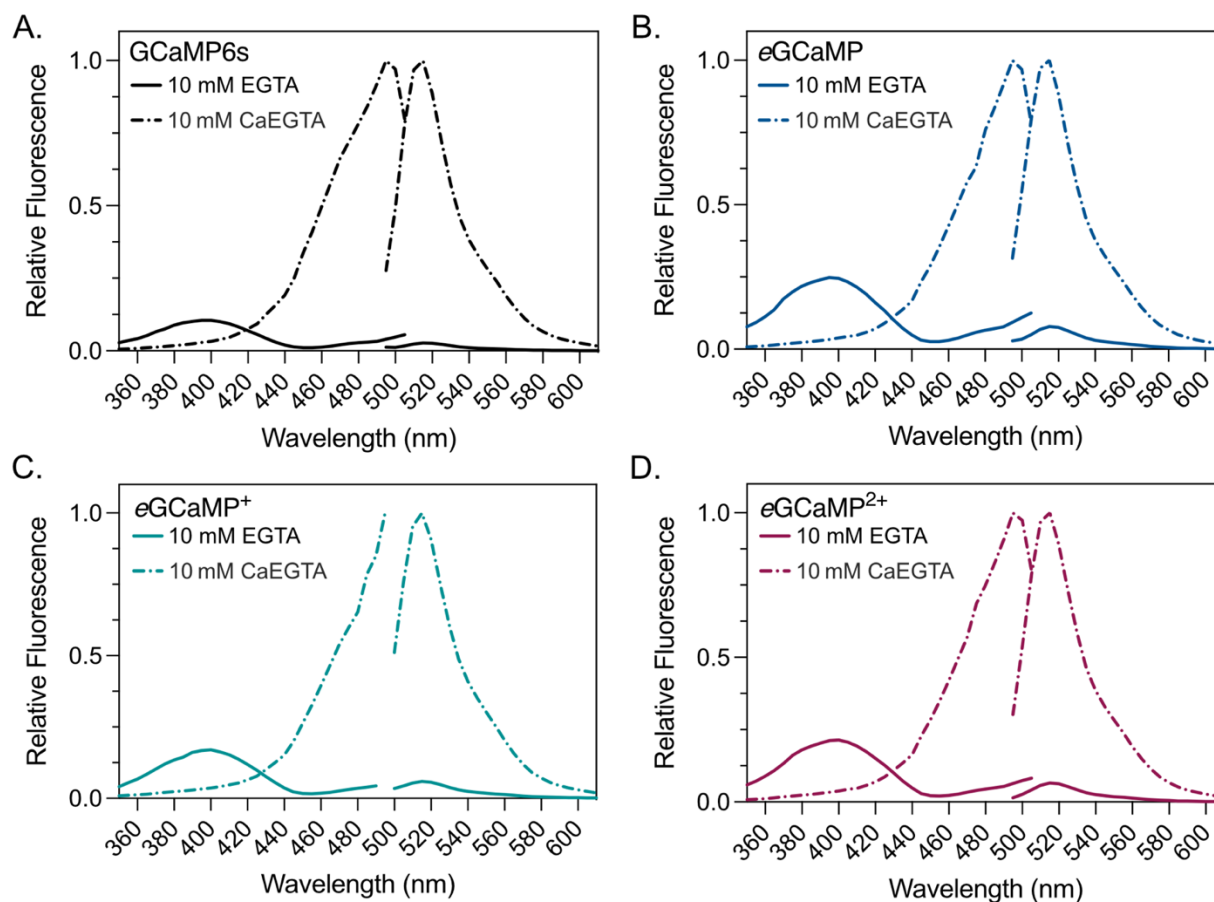 A.
GCaMP6s
10 mM EGTA
10 mM CaEGTA
1.0
0.5
0.0
Relative Fluorescence
360 380 400 420 440 460 480 500 520 540 560 580 600
Wavelength (nm)
B.
eGCaMP
10 mM EGTA
10 mM CaEGTA
1.0
0.5
0.0
Relative Fluorescence
360 380 400 420 440 460 480 500 520 540 560 580 600
Wavelength (nm)
C.
eGCaMP⁺
10 mM EGTA
10 mM CaEGTA
1.0
0.5
0.0
Relative Fluorescence
360 380 400 420 440 460 480 500 520 540 560 580 600
Wavelength (nm)
D.
eGCaMP²⁺
10 mM EGTA
10 mM CaEGTA
1.0
0.5
0.0
Relative Fluorescence
360 380 400 420 440 460 480 500 520 540 560 580 600
Wavelength (nm)